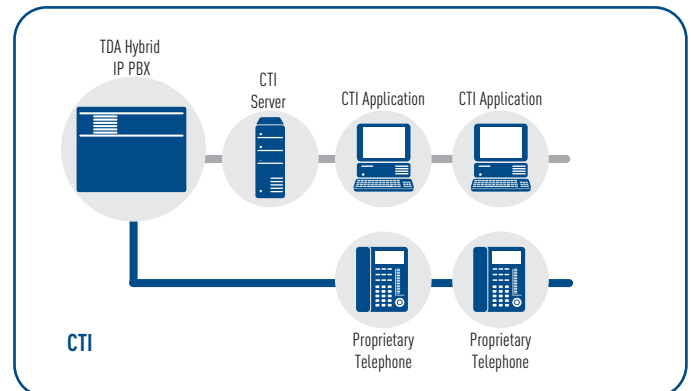 TDA Hybrid
IP PBX
CTI
Server
CTI Application
CTI Application
Proprietary
Telephone
Proprietary
Telephone
CTI